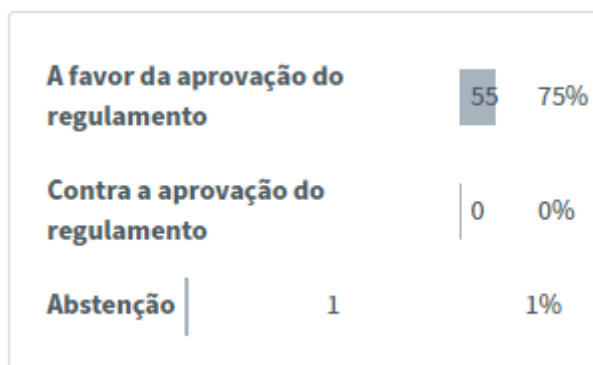 A favor da aprovação do
regulamento
55 75%
Contra a aprovação do
regulamento
0 0%
Abstenção 1 1%